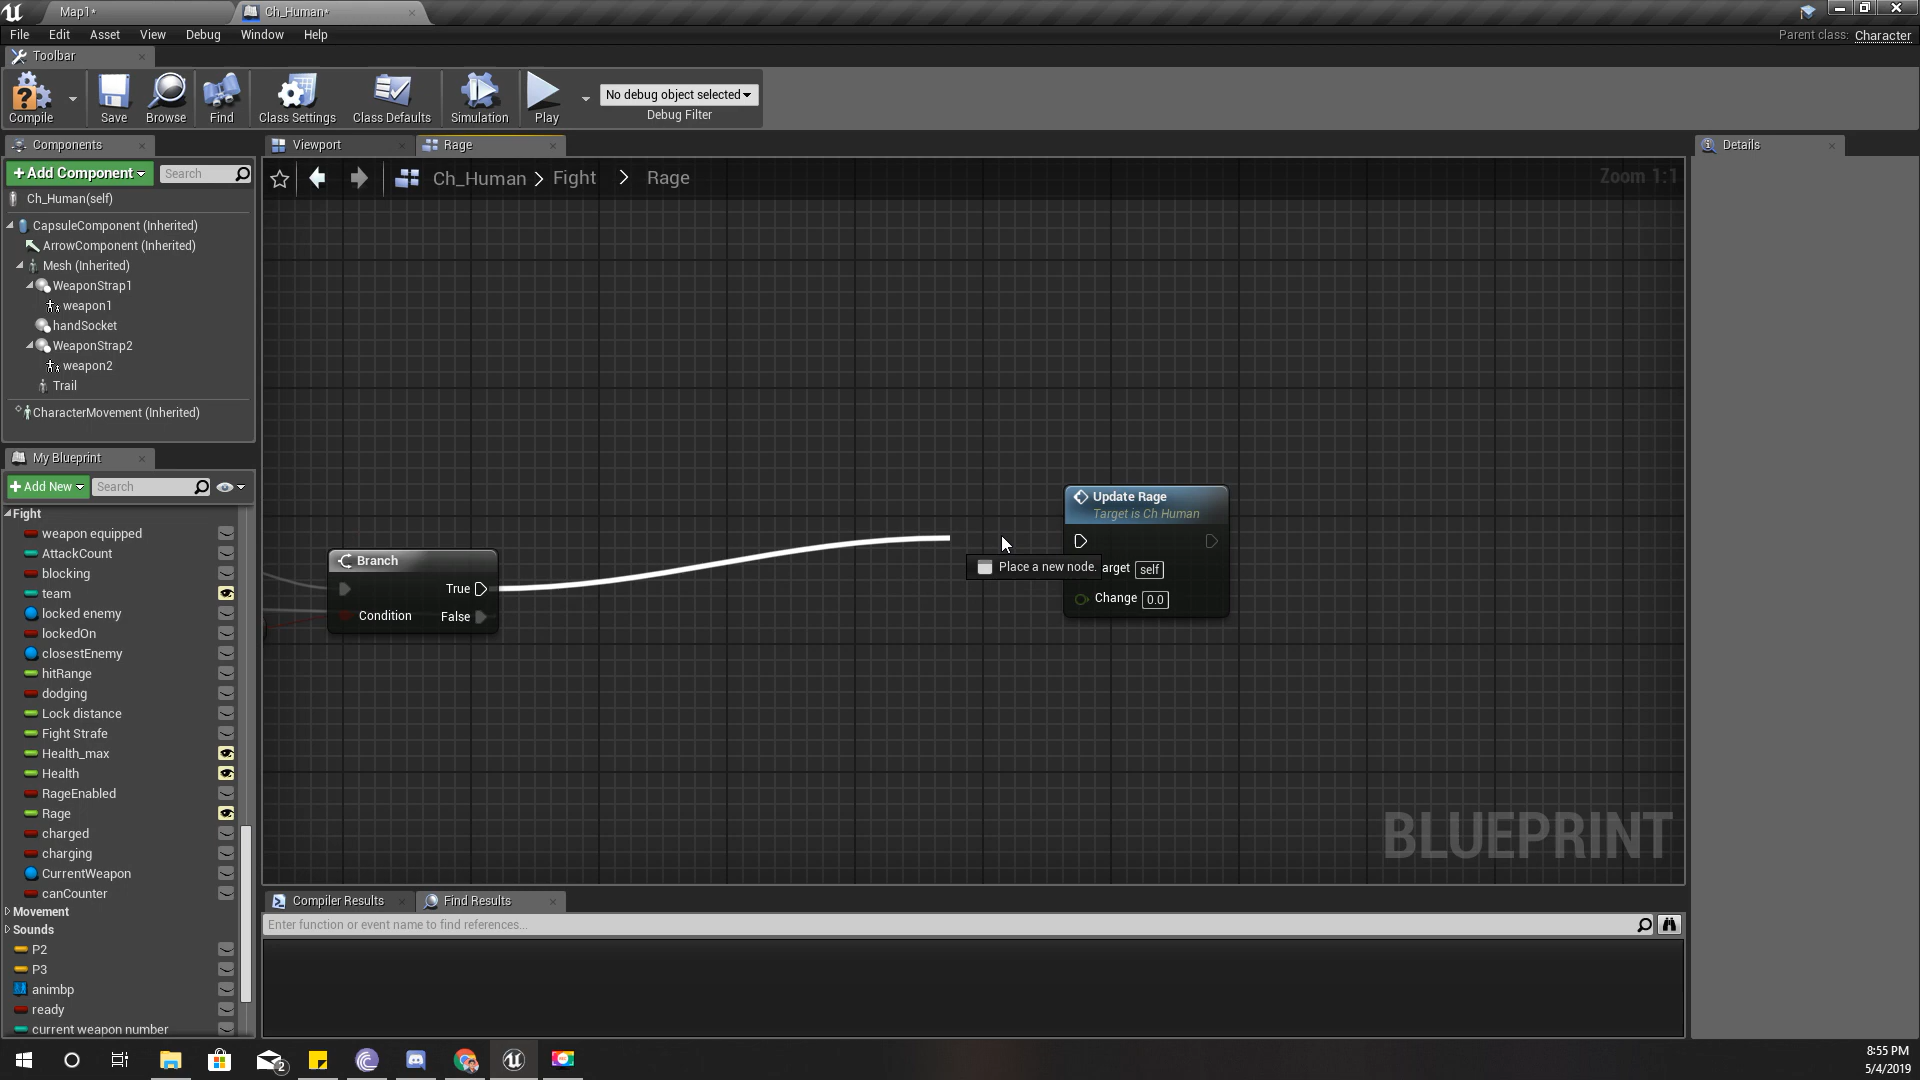 Map1*
Ch_Human*
File Edit Asset View Debug Window Help
Parent class: Character
Toolbar
Compile
Save
Browse
Find
Class Settings
Class Defaults
Simulation
Play
No debug object selected
Debug Filter
Components
+ Add Component
Search
Ch_Human(self)
CapsuleComponent (Inherited)
ArrowComponent (Inherited)
Mesh (Inherited)
WeaponStrap1
weapon1
handSocket
WeaponStrap2
weapon2
Trail
CharacterMovement (Inherited)
My Blueprint
+ Add New
Search
Fight
weapon equipped
AttackCount
blocking
team
locked enemy
lockedOn
closestEnemy
hitRange
dodging
Lock distance
Fight Strafe
Health_max
Health
RageEnabled
Rage
charged
charging
CurrentWeapon
canCounter
Movement
Sounds
P2
P3
animbp
ready
current weapon number
Viewport
Rage
Ch_Human > Fight > Rage
Zoom 1:1
Branch
True
Condition False
Update Rage
Target is Ch Human
Place a new node.
arget self
Change 0.0
BLUEPRINT
Compiler Results
Find Results
Enter function or event name to find references...
Details
2
8:55 PM
5/4/2019